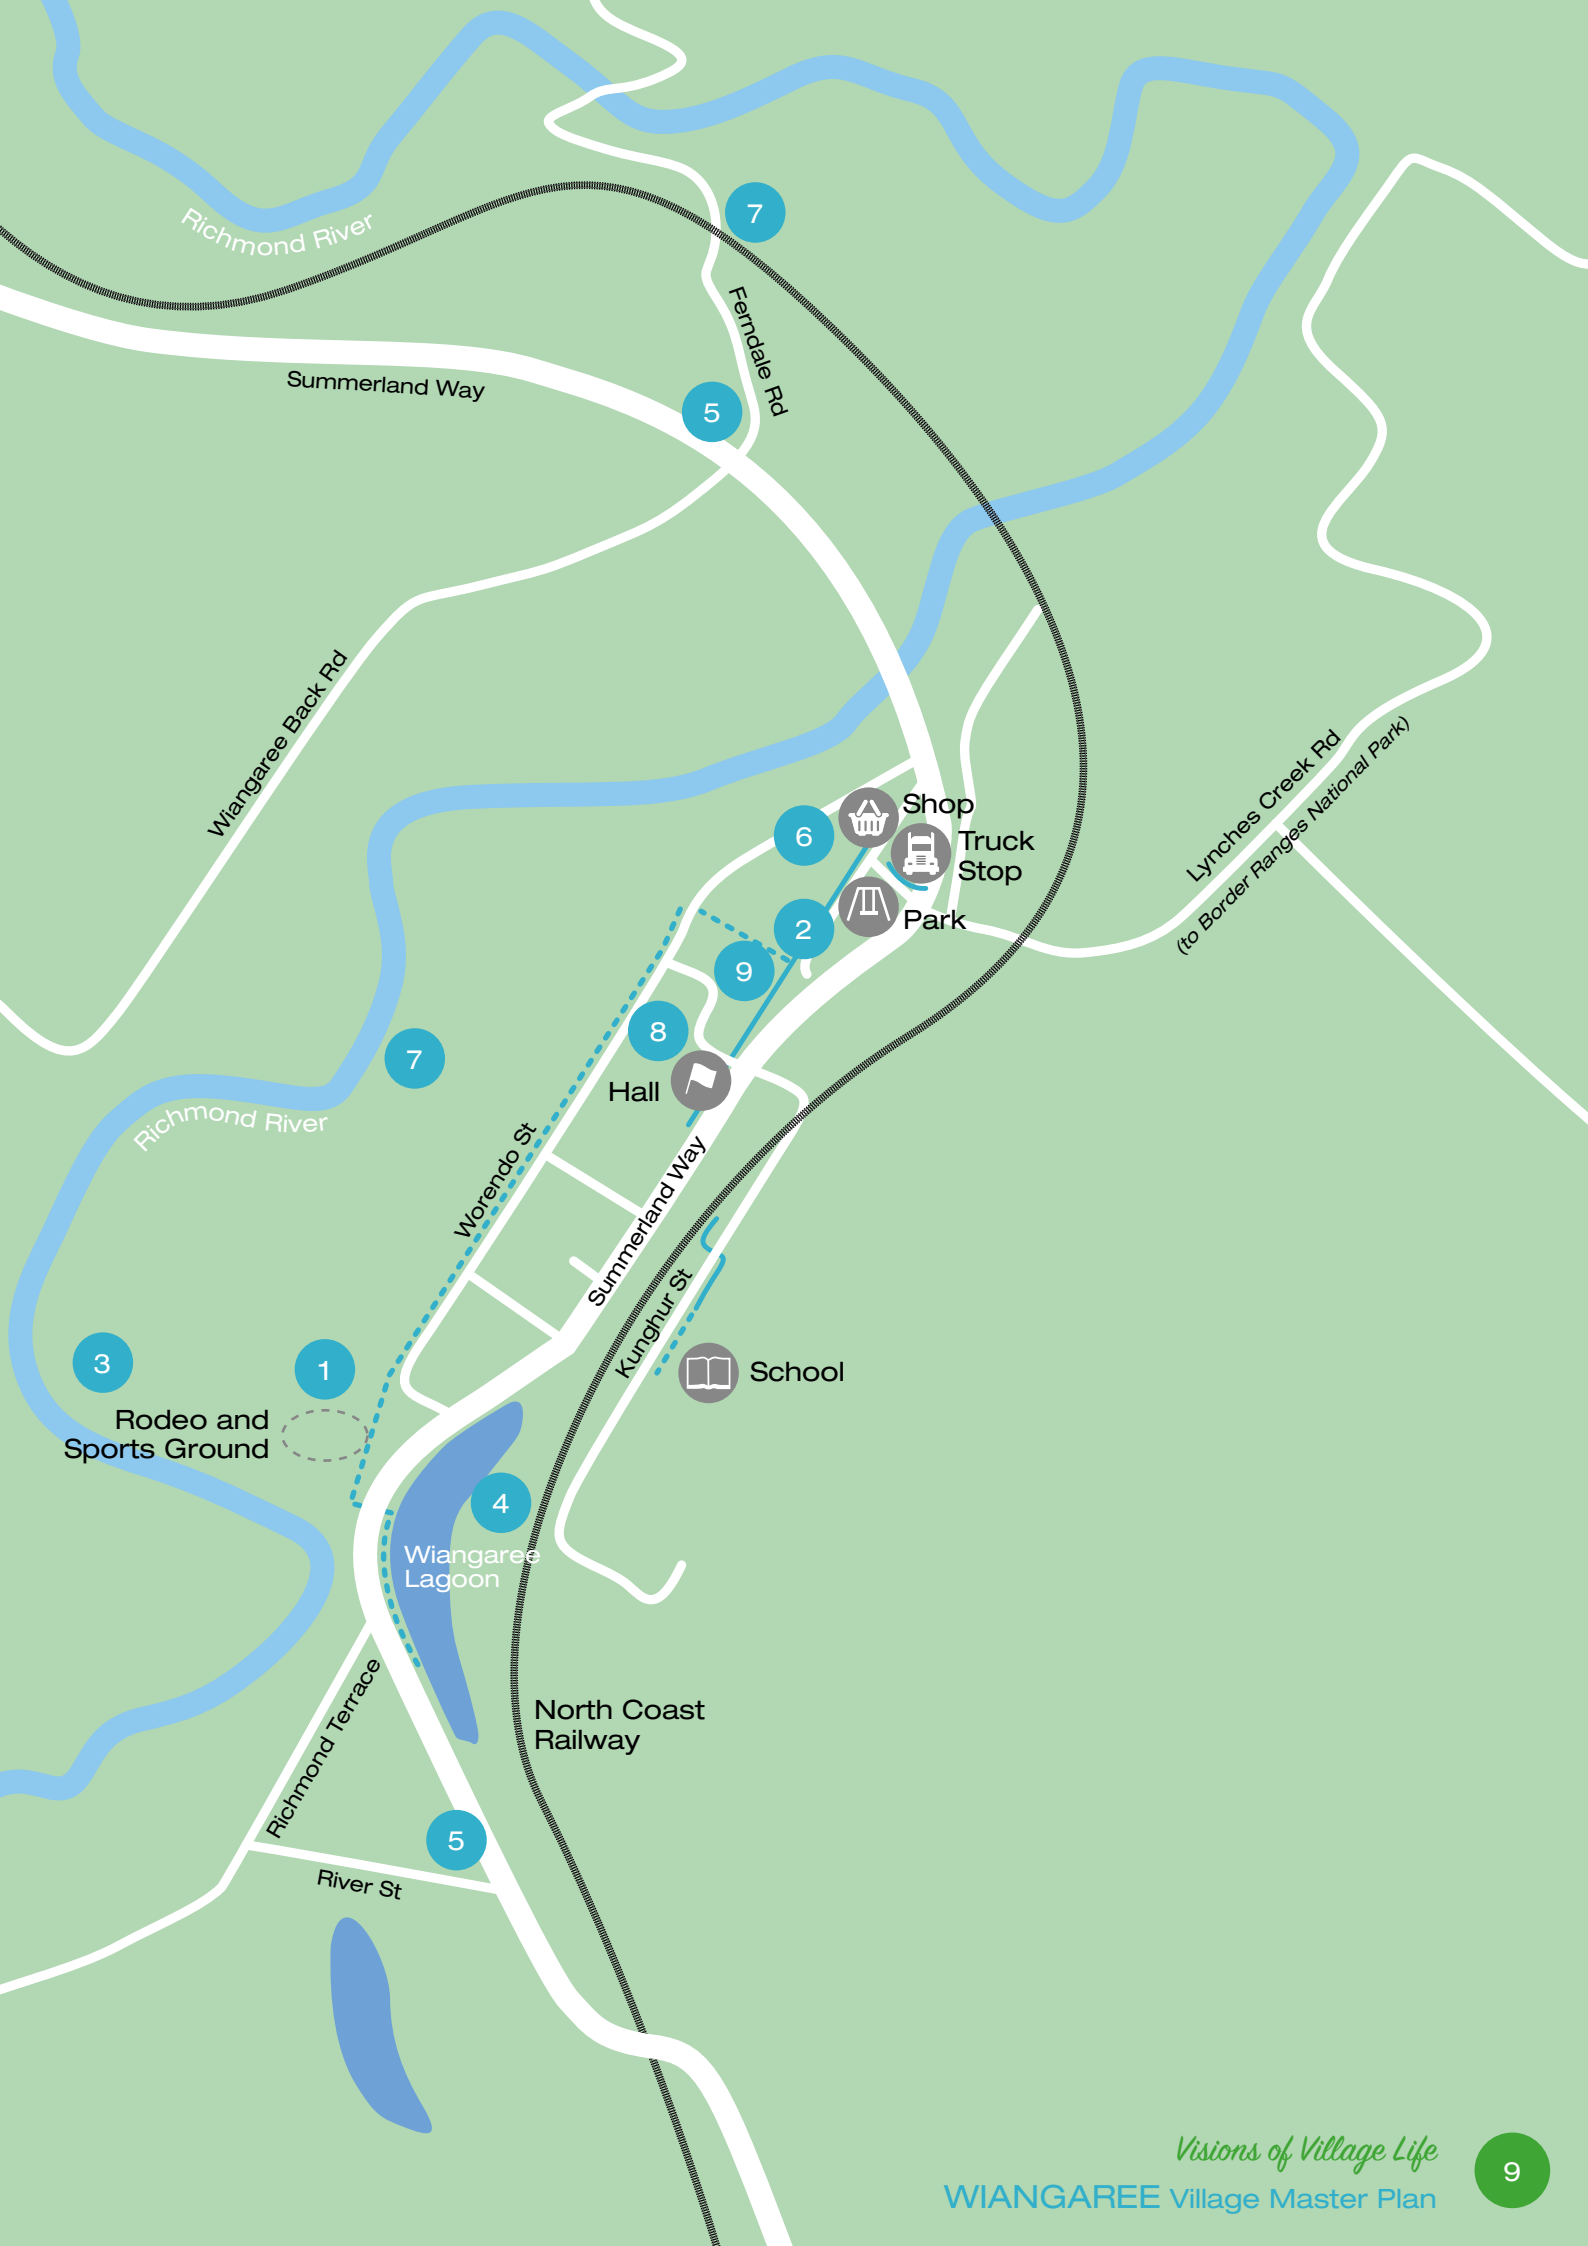 7
Richmond River
Ferndale Rd
Summerland Way
5
Wiangaree Back Rd
Lynches Creek Rd
(to Border Ranges National Park)
Shop
6
Truck
Stop
Park
2
9
8
7
Hall
Richmond River
Worendo St
Summerland Way
Kunghur St
3
1
School
Rodeo and
Sports Ground
4
Wiangaree
Lagoon
Richmond Terrace
North Coast
Railway
5
River St
Visions of Village Life
WIANGAREE Village Master Plan
9